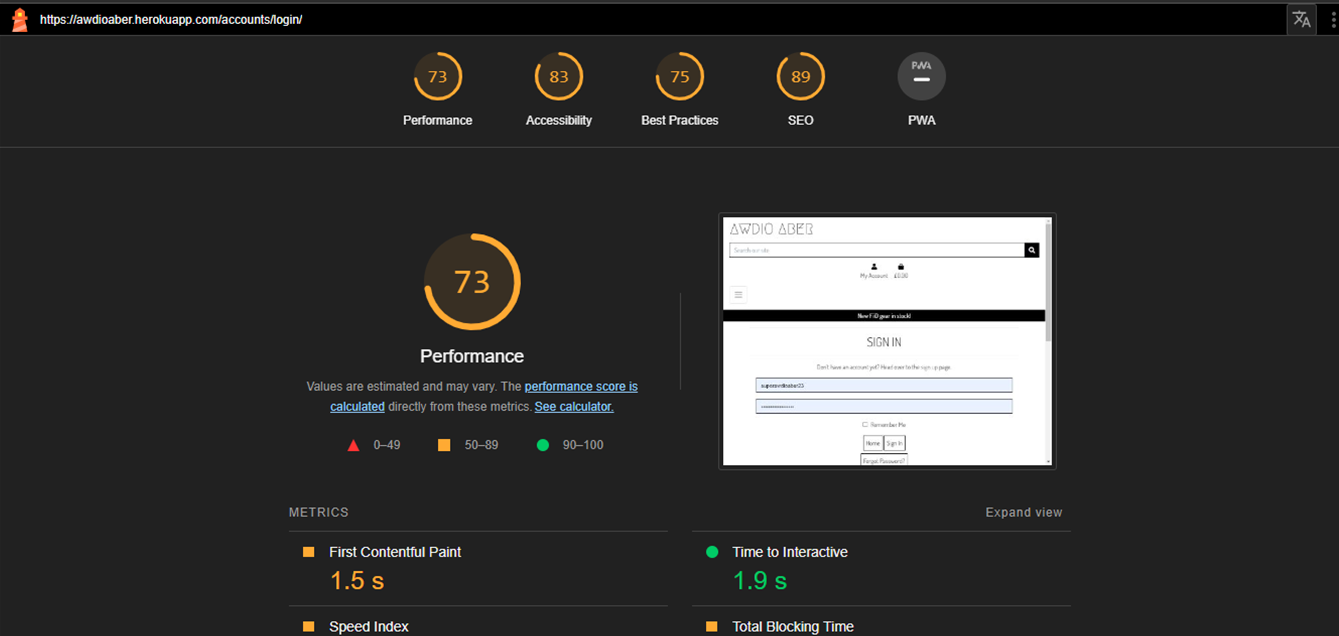 https://awdioaber.herokuapp.com/accounts/login/
73
83
75
89
PWA
Performance
Accessibility
Best Practices
SEO
PWA
73
Performance
Values are estimated and may vary. The performance score is
calculated directly from these metrics. See calculator.
0–49
50–89
90–100
AWDIO ABER
Search our site
My Account
£0.00
New FiiO gear in stock!
SIGN IN
Don't have an account yet? Head over to the sign up page
Remember Me
Home
Sign In
Forgot Password?
METRICS
Expand view
First Contentful Paint
1.5 s
Time to Interactive
1.9 s
Speed Index
Total Blocking Time